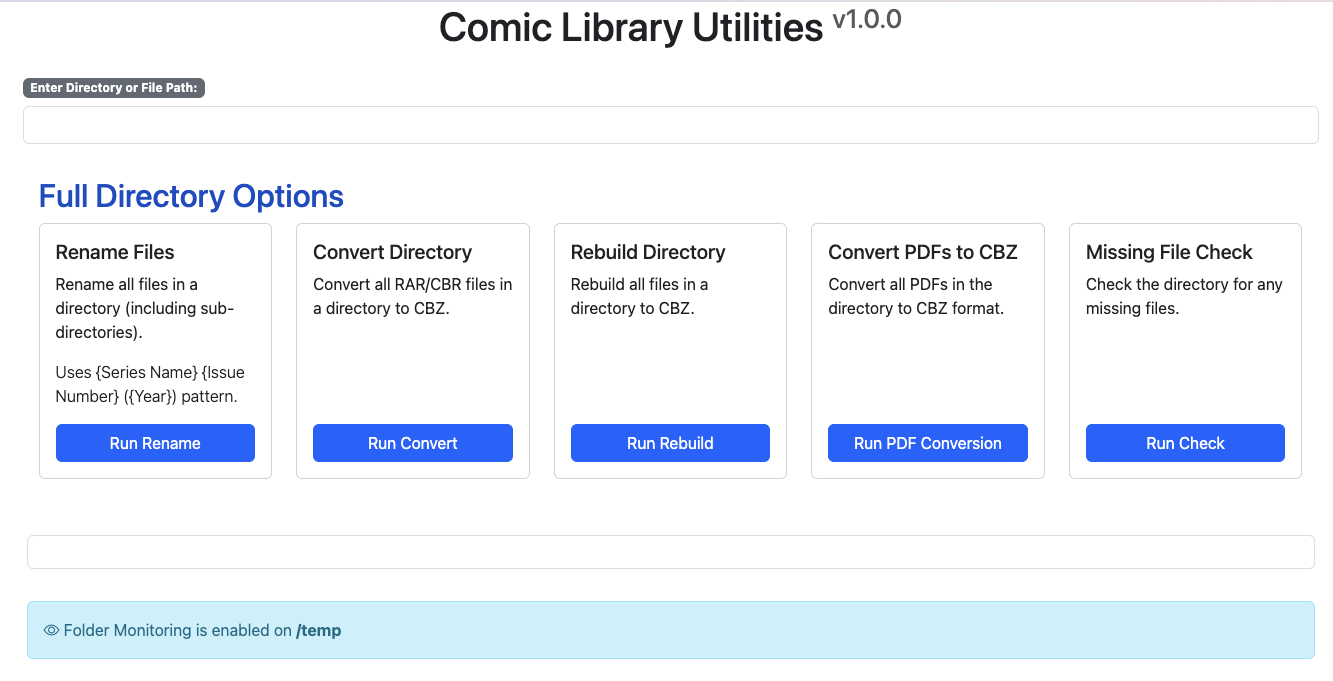 Comic Library Utilities v1.0.0
Enter Directory or File Path:
Full Directory Options
Rename Files
Rename all files in a
directory (including sub-
directories).
Uses {Series Name} {Issue
Number} ({Year}) pattern.
Run Rename
Convert Directory
Convert all RAR/CBR files in
a directory to CBZ.
Run Convert
Rebuild Directory
Rebuild all files in a
directory to CBZ.
Run Rebuild
Convert PDFs to CBZ
Convert all PDFs in the
directory to CBZ format.
Run PDF Conversion
Missing File Check
Check the directory for any
missing files.
Run Check
Folder Monitoring is enabled on /temp